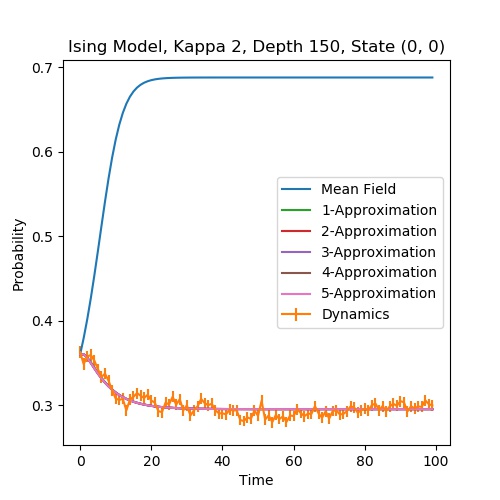 Ising Model, Kappa 2, Depth 150, State (0, 0)
0.7
0.6
0.5
0.4
0.3
Probability
Mean Field
1-Approximation
2-Approximation
3-Approximation
4-Approximation
5-Approximation
Dynamics
0 20 40 60 80 100
Time